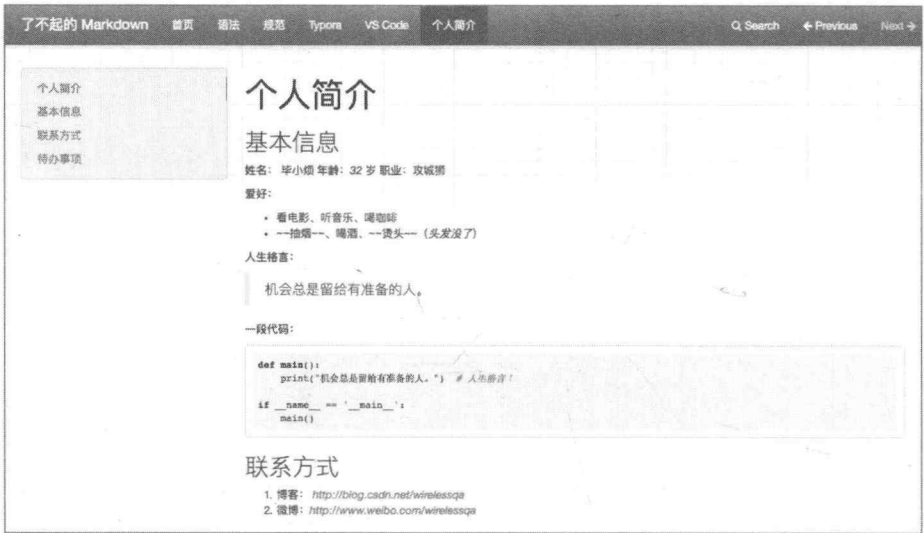 了不起的 Markdown 首页 语法 规范 Typora VS Code 个人简介 Search Previous Next
个人简介
基本信息
联系方式
待办事项
个人简介
基本信息
姓名： 毕小烦 年龄：32 岁 职业：攻城狮
爱好：
• 看电影、听音乐、喝咖啡
• ~~抽烟~~、喝酒、~~烫头~~（头发没了）
人生格言：
机会总是留给有准备的人。
一段代码：
def main():
print("机会总是留给有准备的人。") # 人生格言！
if __name__ == '__main__':
main()
联系方式
1. 博客： http://blog.csdn.net/wirelessqa
2. 微博：http://www.weibo.com/wirelessqa